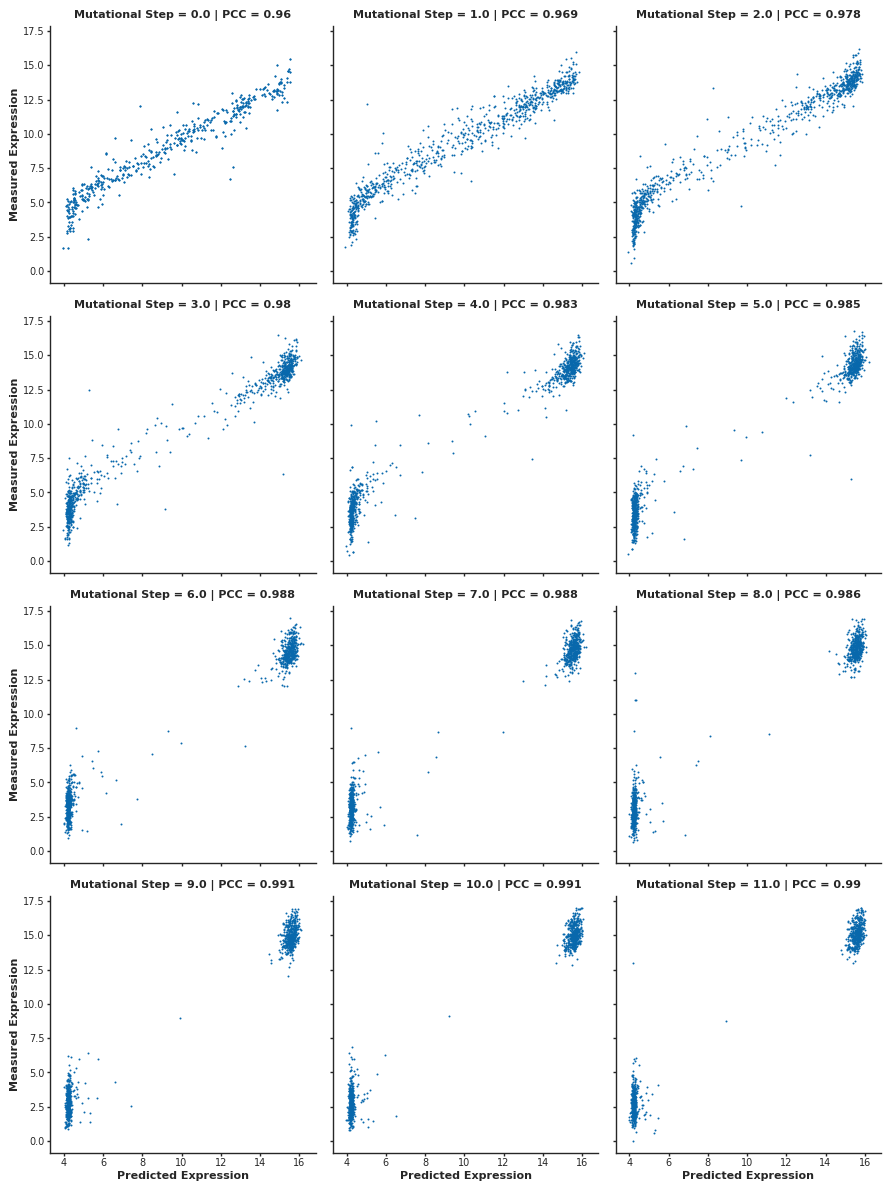 Mutational Step = 0.0 | PCC = 0.96
Mutational Step = 1.0 | PCC = 0.969
Mutational Step = 2.0 | PCC = 0.978
17.5
15.0
12.5
10.0
7.5
5.0
2.5
0.0
Measured Expression
Mutational Step = 3.0 | PCC = 0.98
Mutational Step = 4.0 | PCC = 0.983
Mutational Step = 5.0 | PCC = 0.985
17.5
15.0
12.5
10.0
7.5
5.0
2.5
0.0
Measured Expression
Mutational Step = 6.0 | PCC = 0.988
Mutational Step = 7.0 | PCC = 0.988
Mutational Step = 8.0 | PCC = 0.986
17.5
15.0
12.5
10.0
7.5
5.0
2.5
0.0
Measured Expression
Mutational Step = 9.0 | PCC = 0.991
Mutational Step = 10.0 | PCC = 0.991
Mutational Step = 11.0 | PCC = 0.99
17.5
15.0
12.5
10.0
7.5
5.0
2.5
0.0
Measured Expression
4 6 8 10 12 14 16
4 6 8 10 12 14 16
4 6 8 10 12 14 16
Predicted Expression
Predicted Expression
Predicted Expression